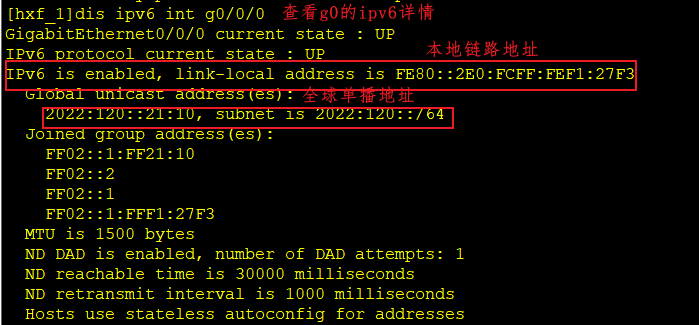 [hxf_1]dis ipv6 int g0/0/0 查看g0的ipv6详情
GigabitEthernet0/0/0 current state : UP
IPv6 protocol current state : UP 本地链路地址
IPv6 is enabled, link-local address is FE80::2E0:FCFF:FEF1:27F3
Global unicast address(es): 全球单播地址
2022:120::21:10, subnet is 2022:120::/64
Joined group address(es):
FF02::1:FF21:10
FF02::2
FF02::1
FF02::1:FFF1:27F3
MTU is 1500 bytes
ND DAD is enabled, number of DAD attempts: 1
ND reachable time is 30000 milliseconds
ND retransmit interval is 1000 milliseconds
Hosts use stateless autoconfig for addresses